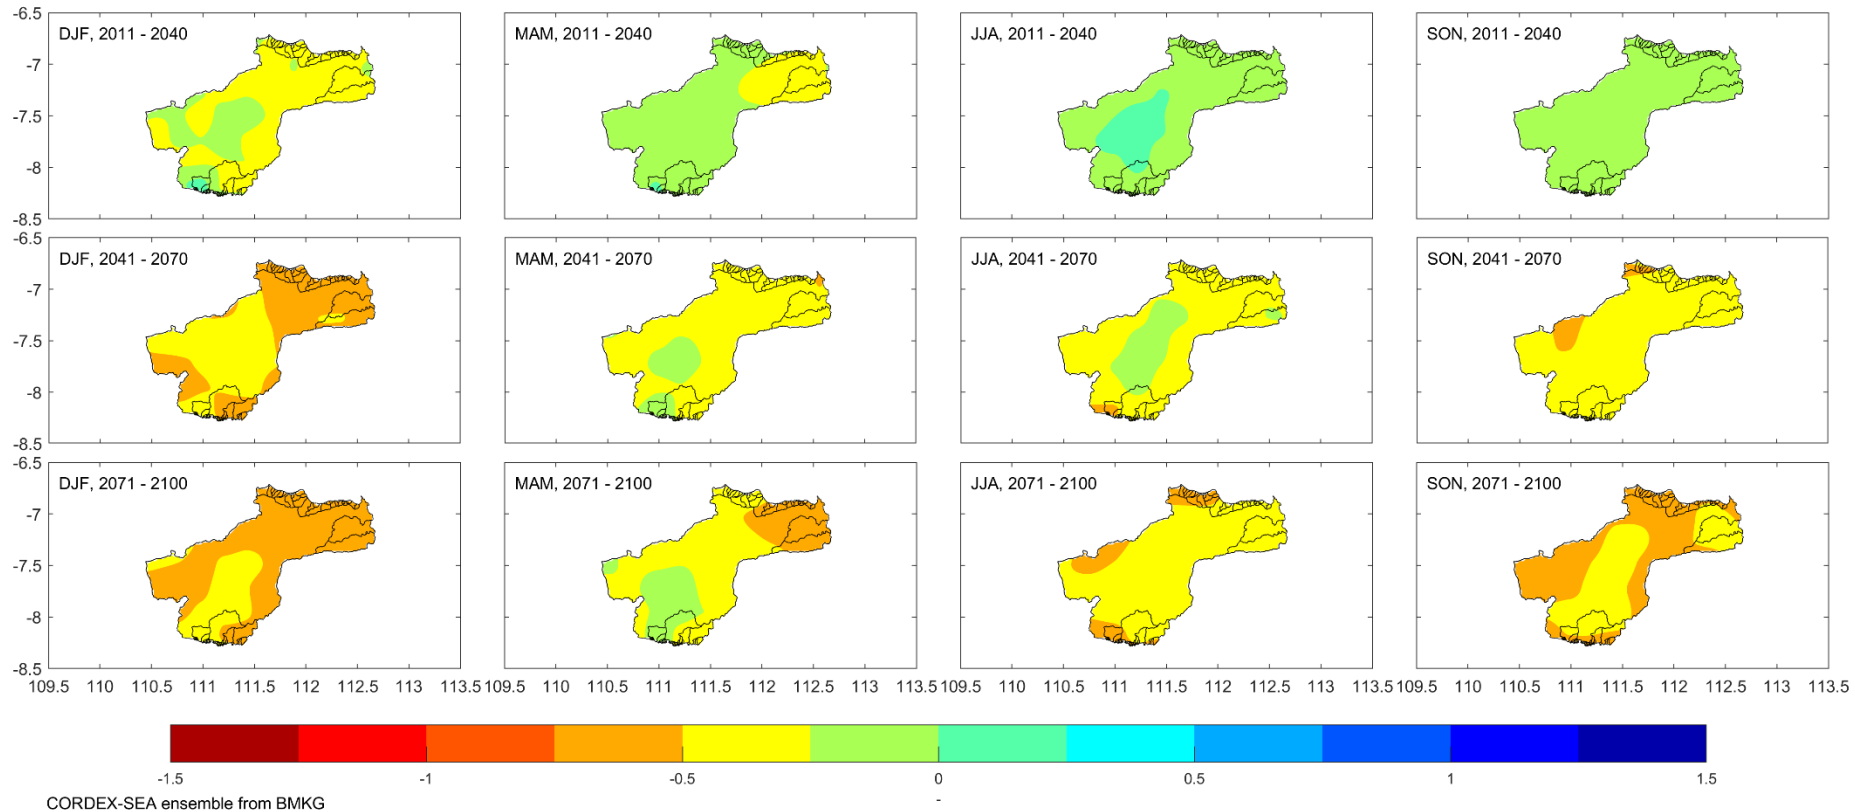 -6.5
DJF, 2011 - 2040
MAM, 2011 - 2040
JJA, 2011 - 2040
SON, 2011 - 2040
-7
-7.5
-8
-8.5
-6.5
DJF, 2041 - 2070
MAM, 2041 - 2070
JJA, 2041 - 2070
SON, 2041 - 2070
-7
-7.5
-8
-8.5
-6.5
DJF, 2071 - 2100
MAM, 2071 - 2100
JJA, 2071 - 2100
SON, 2071 - 2100
-7
-7.5
-8
-8.5
109.5 110 110.5 111 111.5 112 112.5 113 113.5 109.5 110 110.5 111 111.5 112 112.5 113 113.5 109.5 110 110.5 111 111.5 112 112.5 113 113.5 109.5 110 110.5 111 111.5 112 112.5 113 113.5
-1.5 -1 -0.5 0 0.5 1 1.5
CORDEX-SEA ensemble from BMKG -